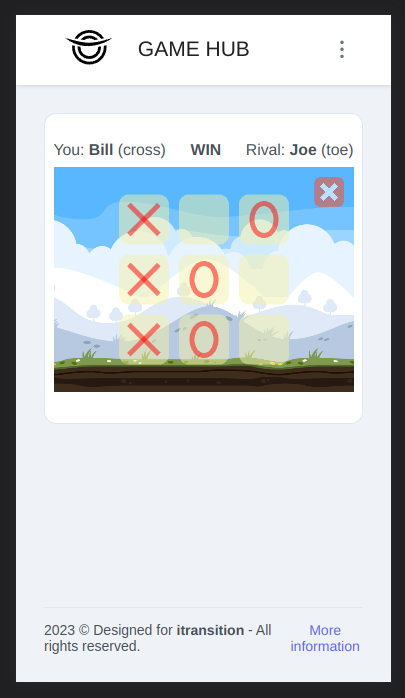 GAME HUB
You: Bill (cross) WIN Rival: Joe (toe)
2023 © Designed for itransition - All
rights reserved.
More
information